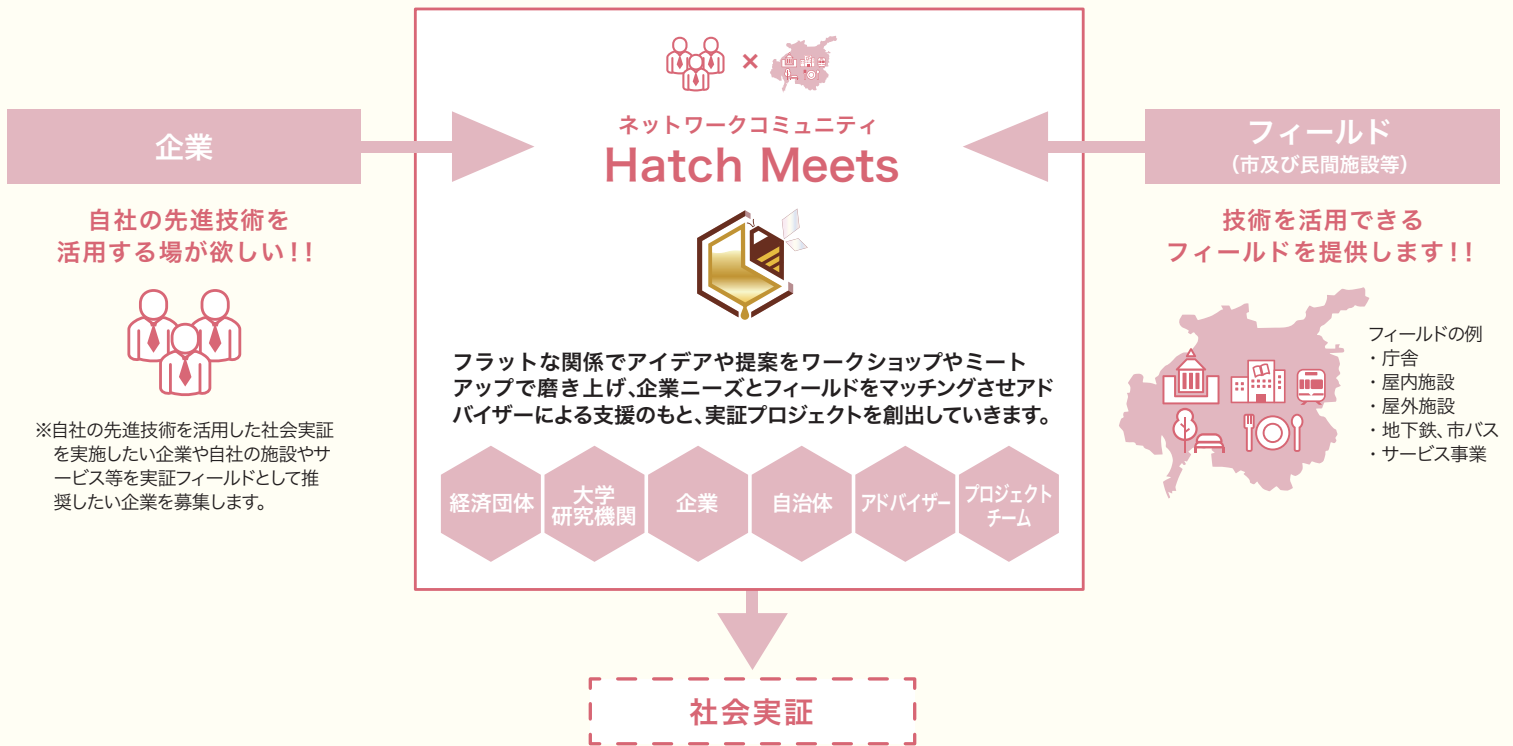 企業
自社の先進技術を
活用する場が欲しい!!
※自社の先進技術を活用した社会実証
を実施したい企業や自社の施設やサ
ービス等を実証フィールドとして推
奨したい企業を募集します。
×
ネットワークコミュニティ
Hatch Meets
フラットな関係でアイデアや提案をワークショップやミート
アップで磨き上げ、企業ニーズとフィールドをマッチングさせアド
バイザーによる支援のもと、実証プロジェクトを創出していきます。
経済団体
大学
研究機関
企業
自治体
アドバイザー
プロジェクト
チーム
フィールド
(市及び民間施設等)
技術を活用できる
フィールドを提供します!!
フィールドの例
・庁舎
・屋内施設
・屋外施設
・地下鉄、市バス
・サービス事業
社会実証